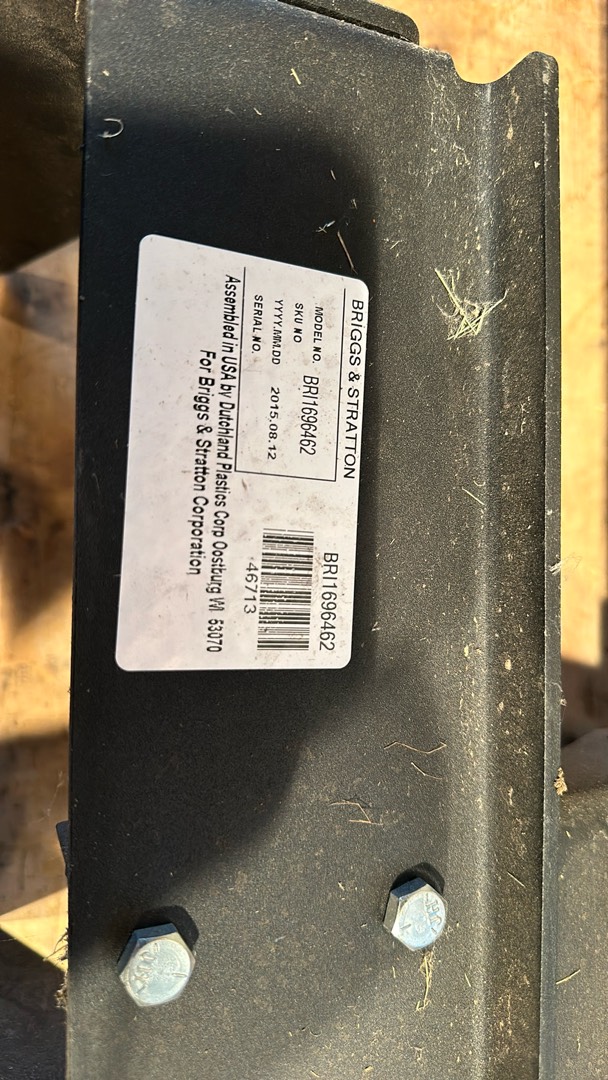 BRIGGS & STRATTON
MODEL NO. BRI1696462
SKU NO
YYYY.MM.DD 2015.08.12
SERIAL NO.
BRI1696462
46713
Assembled in USA by Dutchland Plastics Corp Oostburg WI 53070
For Briggs & Stratton Corporation